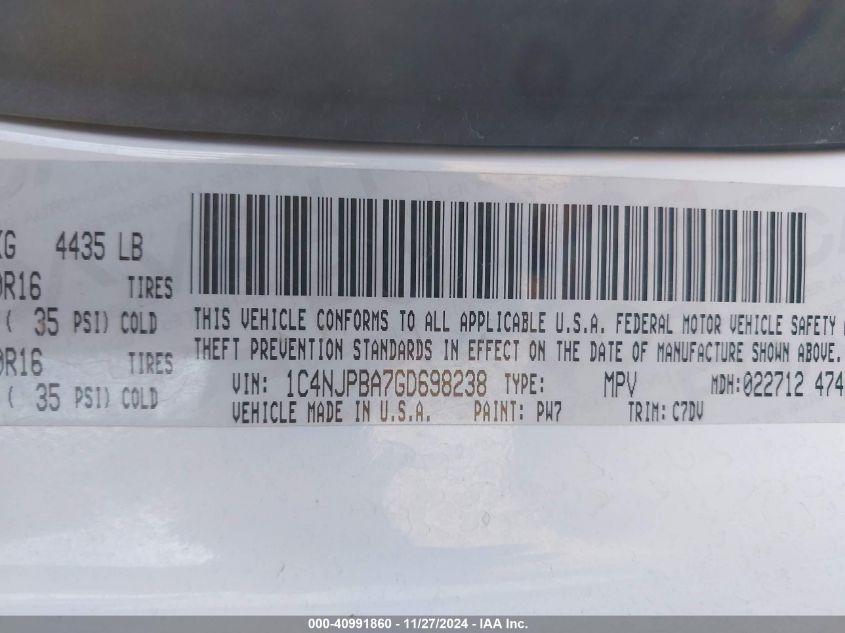 KG 4435 LB
0R16 TIRES
( 35 PSI) COLD
0R16 TIRES
( 35 PSI) COLD
THIS VEHICLE CONFORMS TO ALL APPLICABLE U.S.A. FEDERAL MOTOR VEHICLE SAFETY
THEFT PREVENTION STANDARDS IN EFFECT ON THE DATE OF MANUFACTURE SHOWN ABOVE.
VIN: 1C4NJPBA7GD698238 TYPE: MPV MDH:022712 474
VEHICLE MADE IN U.S.A. PAINT: PW7 TRIM: C7DV
000-40991860 - 11/27/2024 - IAA Inc.